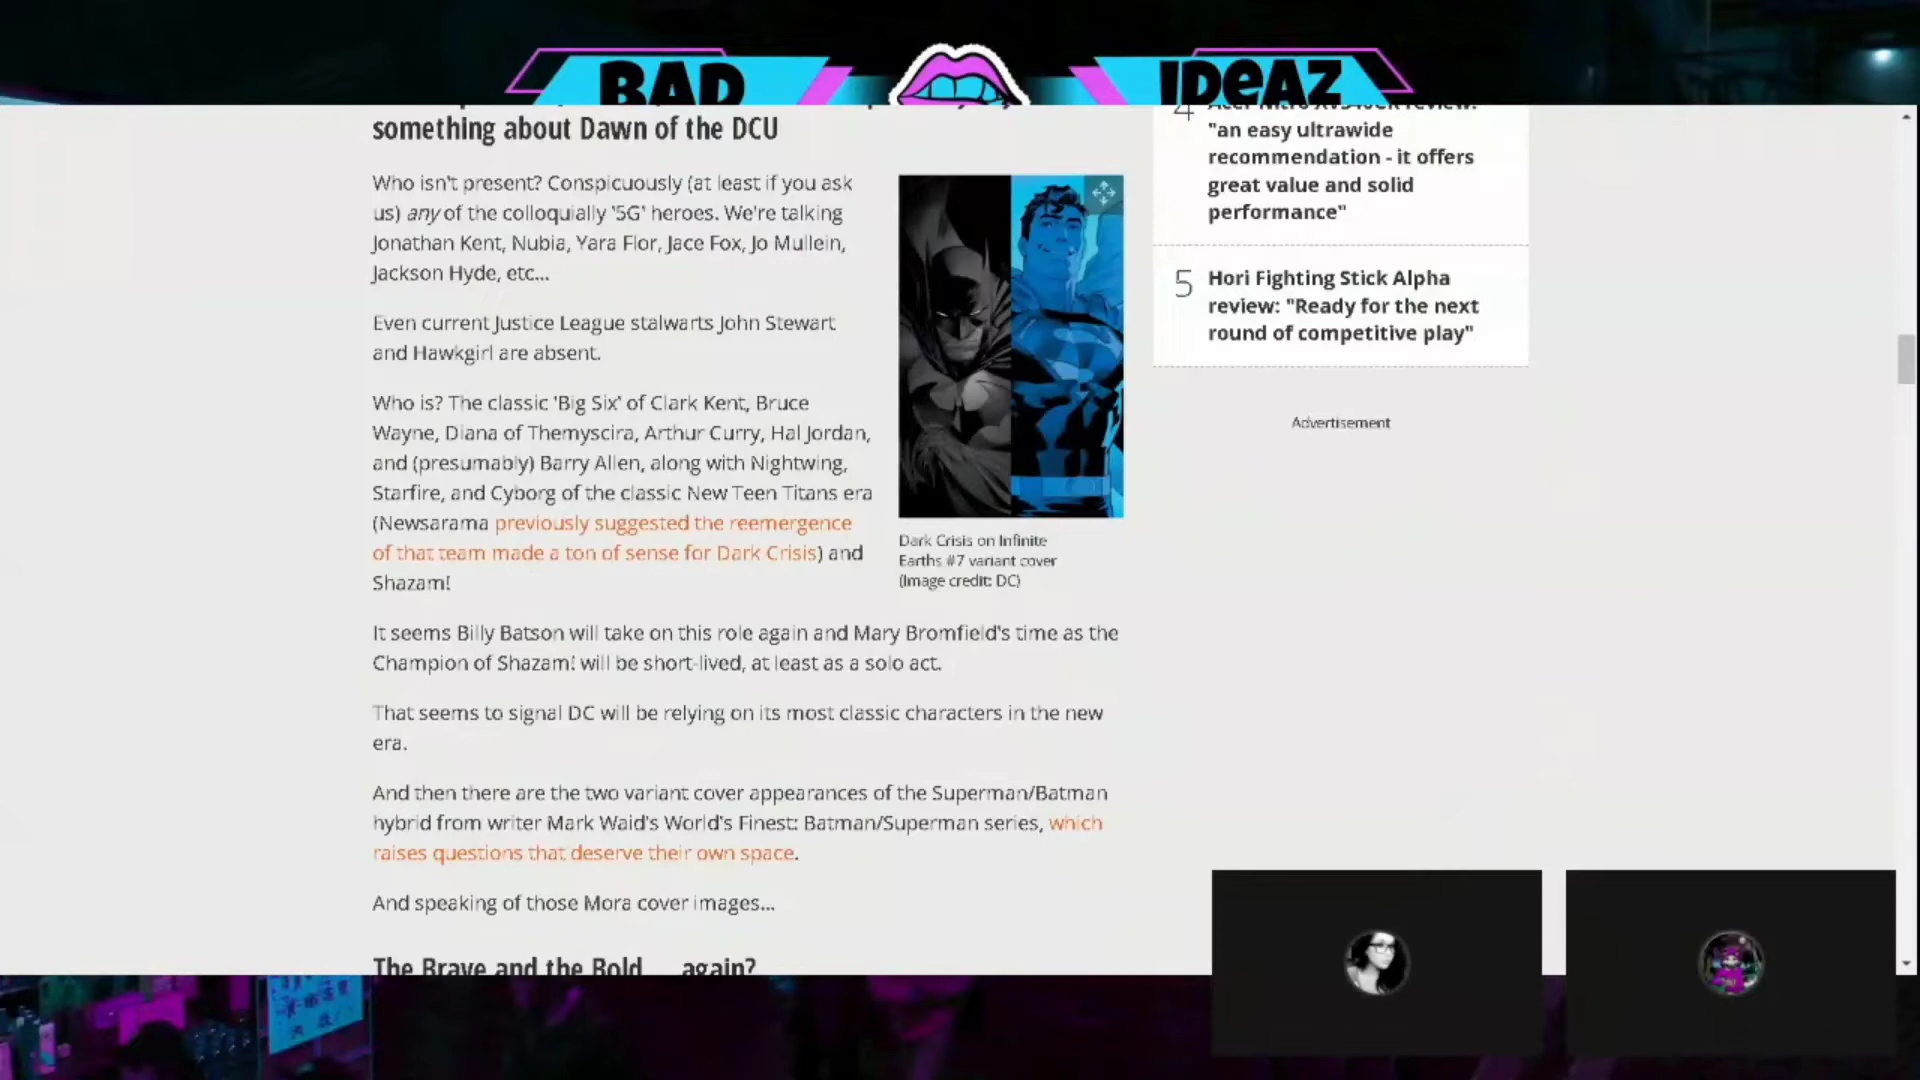 BAD IDEAZ
something about Dawn of the DCU
Who isn't present? Conspicuously (at least if you ask
us) any of the colloquially '5G' heroes. We're talking
Jonathan Kent, Nubia, Yara Flor, Jace Fox, Jo Mullein,
Jackson Hyde, etc...
Even current Justice League stalwarts John Stewart
and Hawkgirl are absent.
Who is? The classic 'Big Six' of Clark Kent, Bruce
Wayne, Diana of Themyscira, Arthur Curry, Hal Jordan,
and (presumably) Barry Allen, along with Nightwing,
Starfire, and Cyborg of the classic New Teen Titans era
(Newsarama previously suggested the reemergence
of that team made a ton of sense for Dark Crisis) and
Shazam!
Dark Crisis on Infinite
Earths #7 variant cover
(Image credit: DC)
It seems Billy Batson will take on this role again and Mary Bromfield's time as the
Champion of Shazam! will be short-lived, at least as a solo act.
That seems to signal DC will be relying on its most classic characters in the new
era.
And then there are the two variant cover appearances of the Superman/Batman
hybrid from writer Mark Waid's World's Finest: Batman/Superman series, which
raises questions that deserve their own space.
And speaking of those Mora cover images...
The Brave and the Bold ... again?
4
"an easy ultrawide
recommendation - it offers
great value and solid
performance"
5 Hori Fighting Stick Alpha
review: "Ready for the next
round of competitive play"
Advertisement